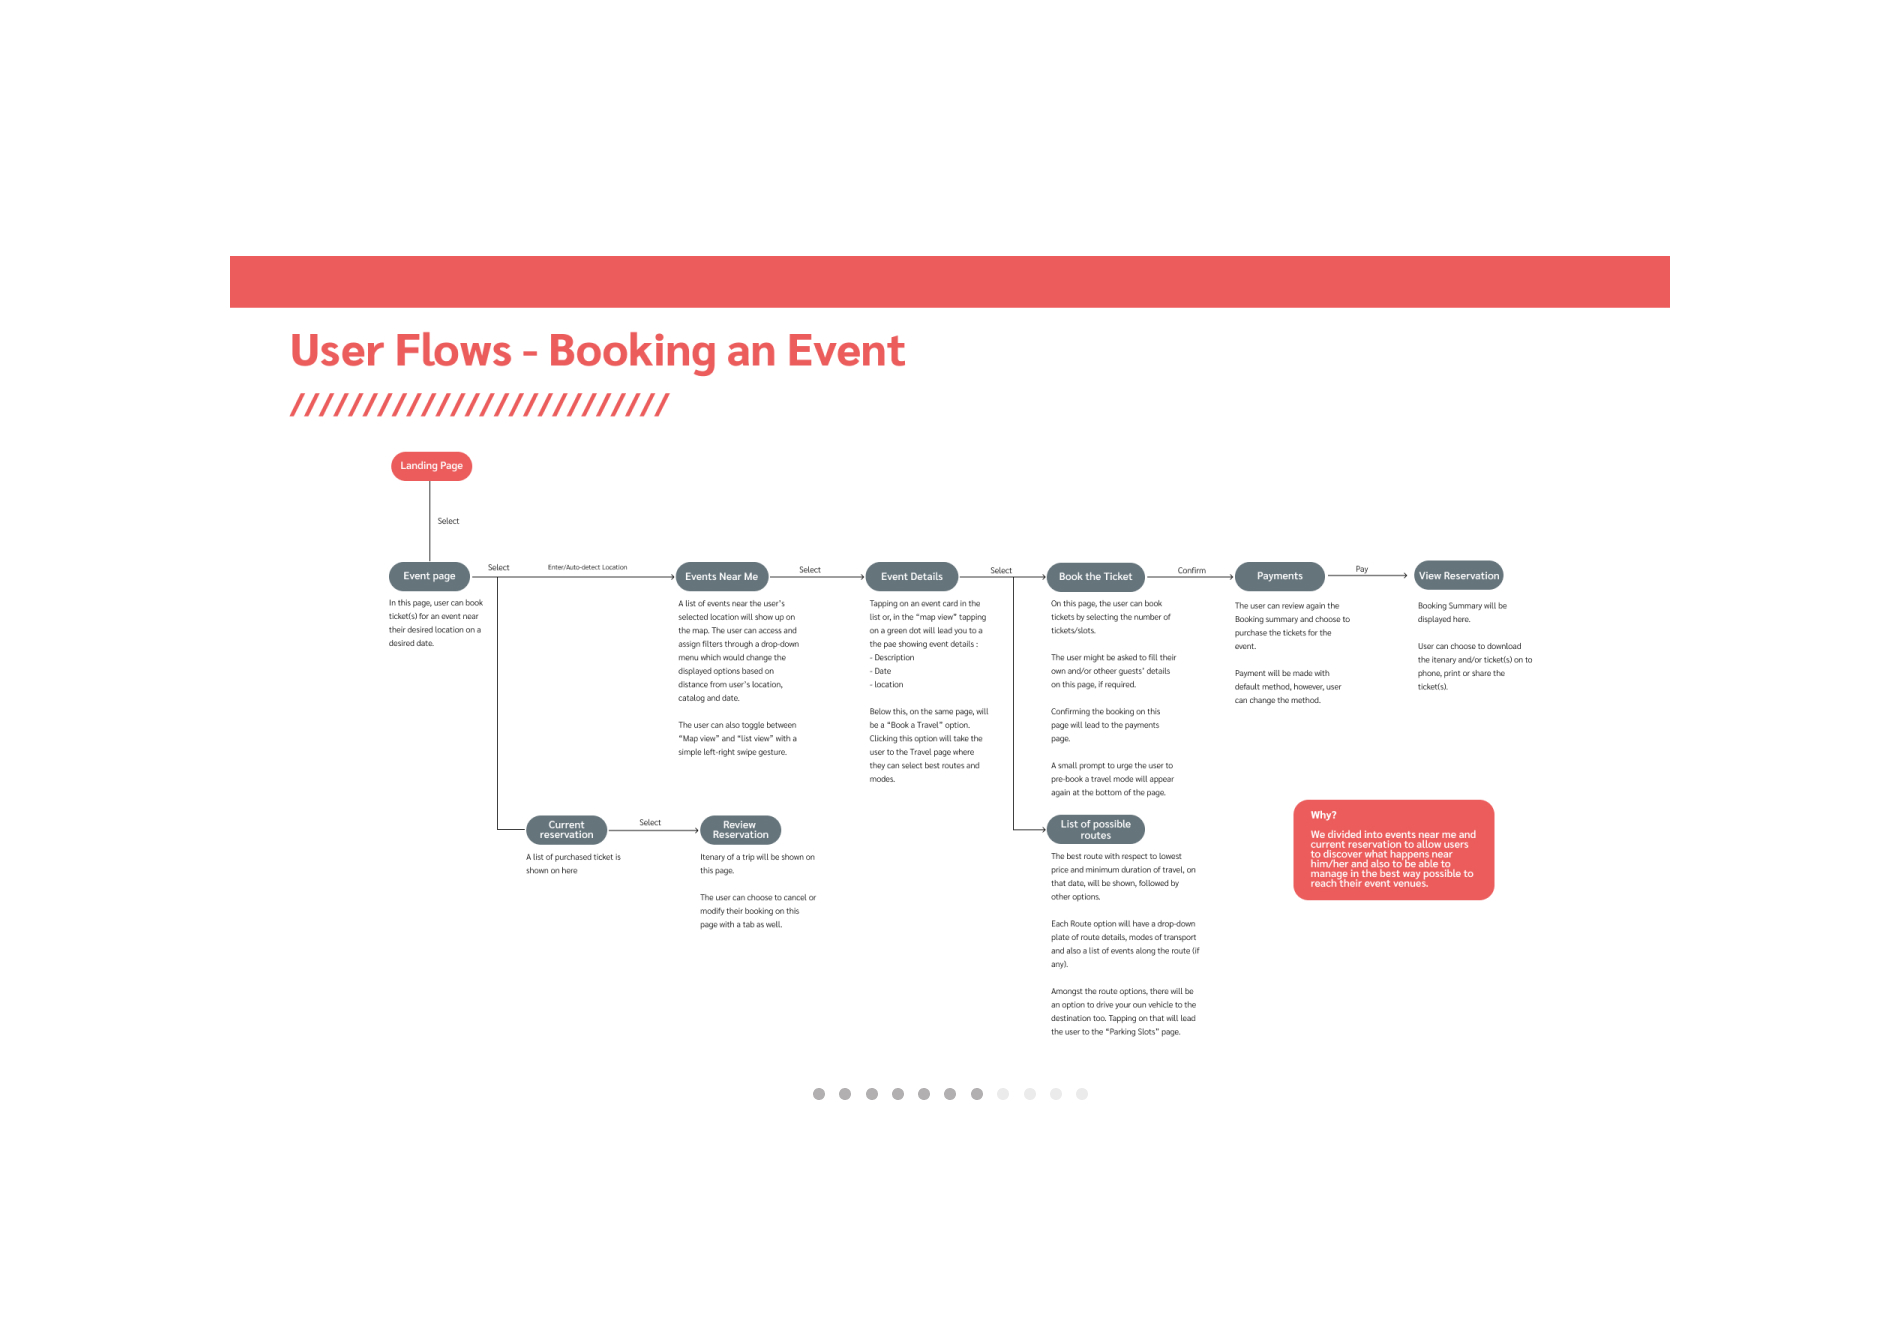 User Flows - Booking an Event
Landing Page
Select
Event page
Select
Enter/Auto-detect Location
Events Near Me
Select
Event Details
Select
Book the Ticket
Confirm
Payments
Pay
View Reservation
In this page, user can book
ticket(s) for an event near
their desired location on a
desired date.
A list of events near the user's
selected location will show up on
the map. The user can access and
assign filters through a drop-down
menu which would change the
displayed options based on
distance from user's location,
catalog and date.
The user can also toggle between
"Map view" and "list view" with a
simple left-right swipe gesture.
Tapping on an event card in the
list or, in the "map view" tapping
on a green dot will lead you to a
the pae showing event details :
- Description
- Date
- location
Below this, on the same page, will
be a "Book a Travel" option.
Clicking this option will take the
user to the Travel page where
they can select best routes and
modes.
On this page, the user can book
tickets by selecting the number of
tickets/slots.
The user might be asked to fill their
own and/or otheer guests' details
on this page, if required.
Confirming the booking on this
page will lead to the payments
page.
A small prompt to urge the user to
pre-book a travel mode will appear
again at the bottom of the page.
The user can review again the
Booking summary and choose to
purchase the tickets for the
event.
Payment will be made with
default method, however, user
can change the method.
Booking Summary will be
displayed here.
User can choose to download
the itenary and/or ticket(s) on to
phone, print or share the
ticket(s).
Current
reservation
Select
Review
Reservation
A list of purchased ticket is
shown on here
Itenary of a trip will be shown on
this page.
The user can choose to cancel or
modify their booking on this
page with a tab as well.
List of possible
routes
The best route with respect to lowest
price and minimum duration of travel, on
that date, will be shown, followed by
other options.
Each Route option will have a drop-down
plate of route details, modes of transport
and also a list of events along the route (if
any).
Amongst the route options, there will be
an option to drive your oun vehicle to the
destination too. Tapping on that will lead
the user to the "Parking Slots" page.
Why?
We divided into events near me and
current reservation to allow users
to discover what happens near
him/her and also to be able to
manage in the best way possible to
reach their event venues.